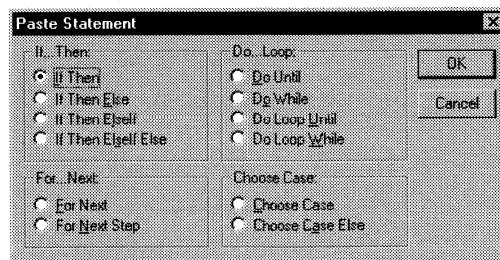 Paste Statement
If...Then:
If Then
If Then Else
If Then ElseIf
If Then ElseIf Else
Do...Loop:
Do Until
Do While
Do Loop Until
Do Loop While
OK
Cancel
For...Next:
For Next
For Next Step
Choose Case:
Choose Case
Choose Case Else